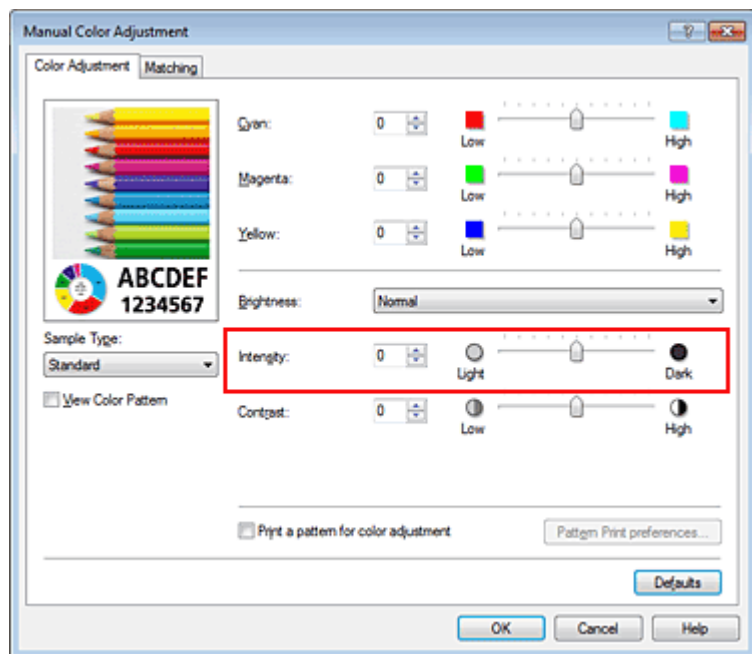 Manual Color Adjustment
Color Adjustment Matching
Cyan: 0 Low High
Magenta: 0 Low High
Yellow: 0 Low High
ABCDEF
1234567
Brightness: Normal
Sample Type:
Standard
Intensity: 0 Light Dark
View Color Pattern
Contrast: 0 Low High
Print a pattern for color adjustment Pattern Print preferences...
Defaults
OK Cancel Help